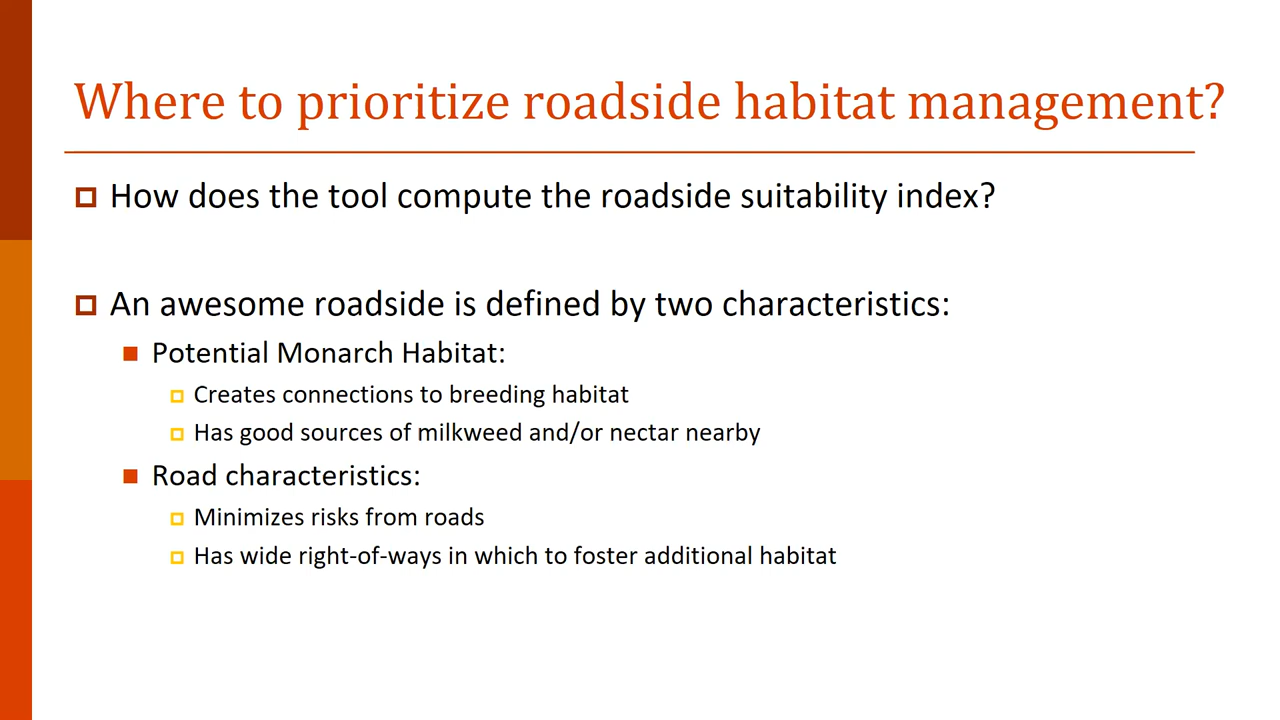 Where to prioritize roadside habitat management?
How does the tool compute the roadside suitability index?
An awesome roadside is defined by two characteristics:
Potential Monarch Habitat:
Creates connections to breeding habitat
Has good sources of milkweed and/or nectar nearby
Road characteristics:
Minimizes risks from roads
Has wide right-of-ways in which to foster additional habitat